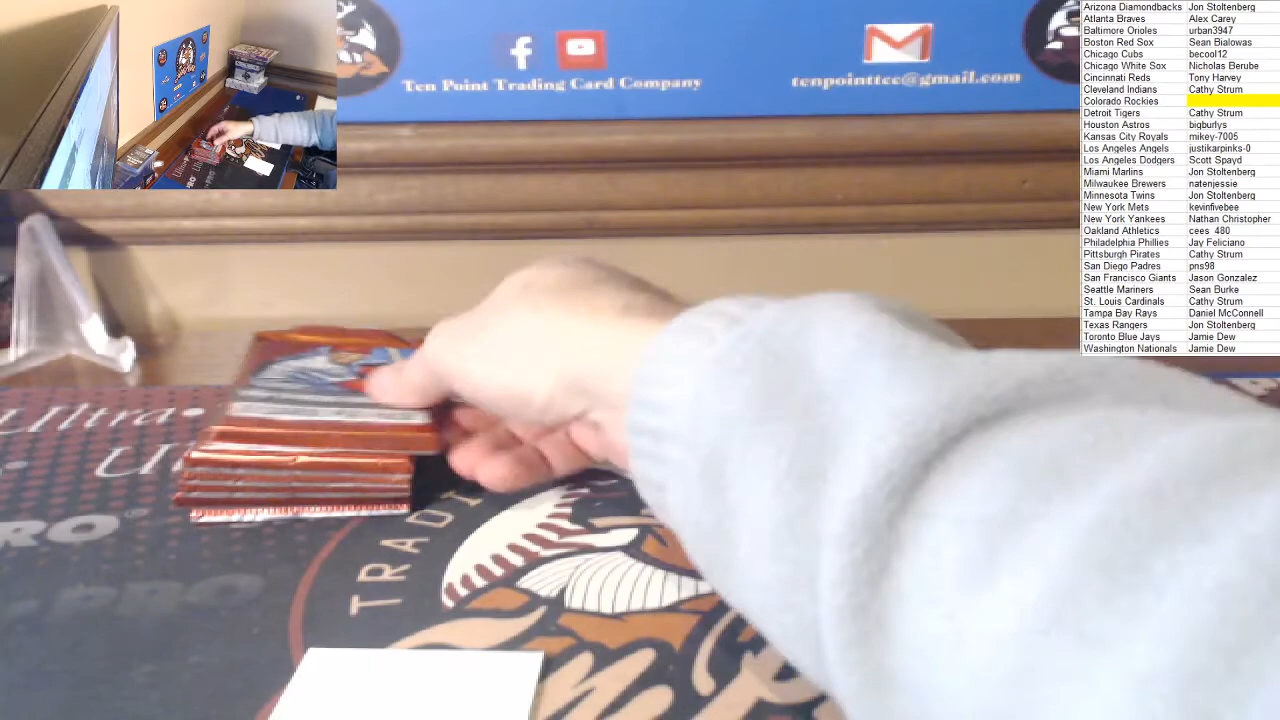 Ten Point Trading Card Company
tenpointtcc@gmail.com
Arizona Diamondbacks Jon Stoltenberg
Atlanta Braves Alex Carey
Baltimore Orioles urban3947
Boston Red Sox Sean Bialowas
Chicago Cubs becool12
Chicago White Sox Nicholas Berube
Cincinnati Reds Tony Harvey
Cleveland Indians Cathy Strum
Colorado Rockies
Detroit Tigers Cathy Strum
Houston Astros bigburlys
Kansas City Royals mikey-7005
Los Angeles Angels justikarpinks-0
Los Angeles Dodgers Scott Spayd
Miami Marlins Jon Stoltenberg
Milwaukee Brewers natenjessie
Minnesota Twins Jon Stoltenberg
New York Mets kevinfivebee
New York Yankees Nathan Christopher
Oakland Athletics cees_480
Philadelphia Phillies Jay Feliciano
Pittsburgh Pirates Cathy Strum
San Diego Padres pns98
San Francisco Giants Jason Gonzalez
Seattle Mariners Sean Burke
St. Louis Cardinals Cathy Strum
Tampa Bay Rays Daniel McConnell
Texas Rangers Jon Stoltenberg
Toronto Blue Jays Jamie Dew
Washington Nationals Jamie Dew
Ultra
PRO
TRADI